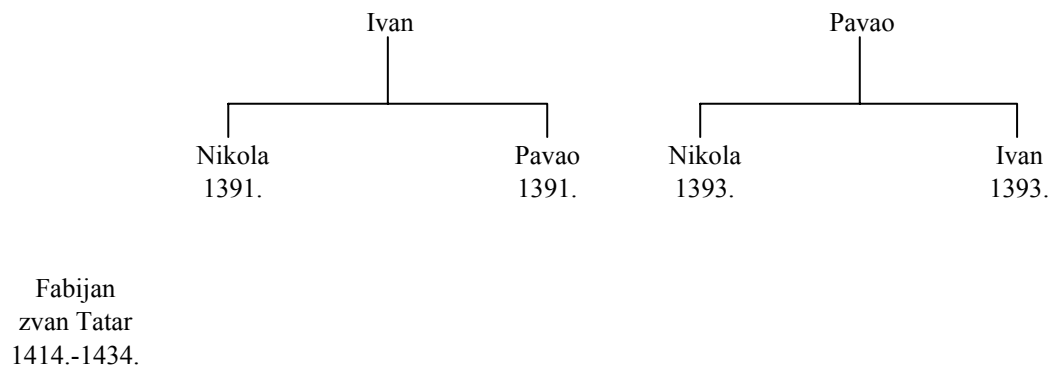 Ivan Pavao
Nikola Pavao Nikola Ivan
1391. 1391. 1393. 1393.
Fabijan
zvan Tatar
1414.-1434.